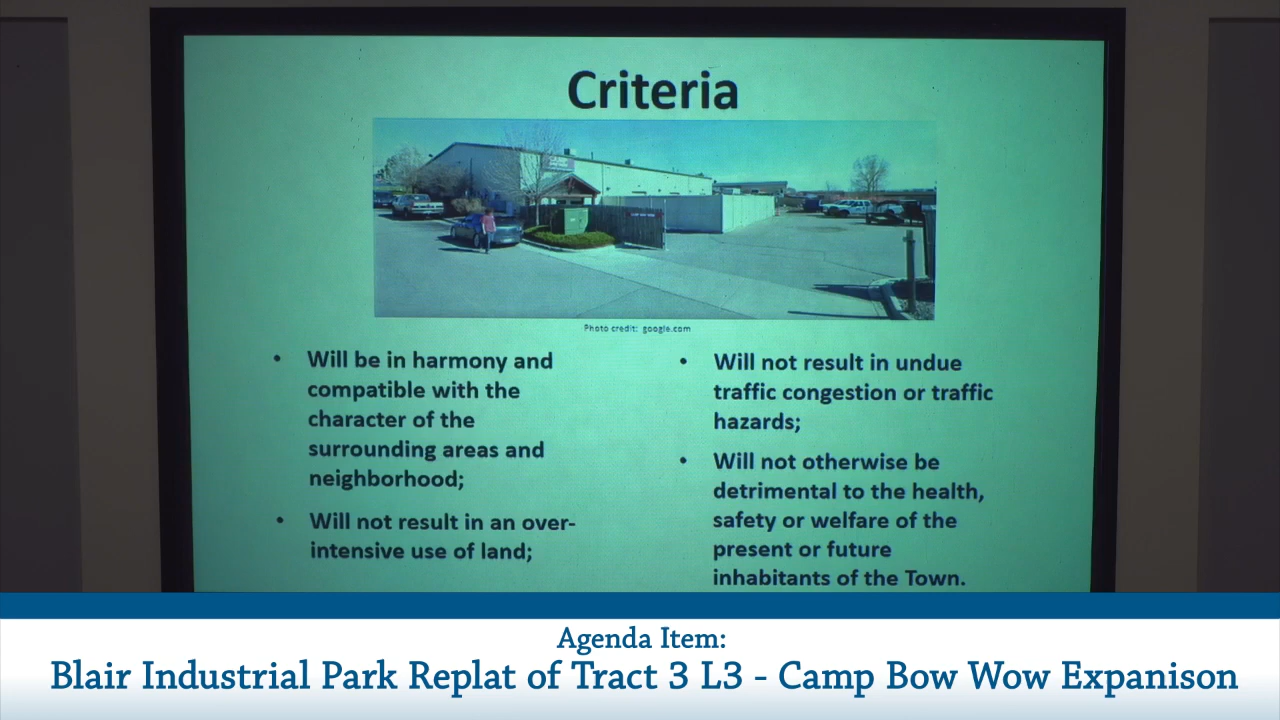 Criteria
Photo credit: google.com
• Will be in harmony and
compatible with the
character of the
surrounding areas and
neighborhood;
• Will not result in an over-
intensive use of land;
• Will not result in undue
traffic congestion or traffic
hazards;
• Will not otherwise be
detrimental to the health,
safety or welfare of the
present or future
inhabitants of the Town.
Agenda Item:
Blair Industrial Park Replat of Tract 3 L3 - Camp Bow Wow Expanison